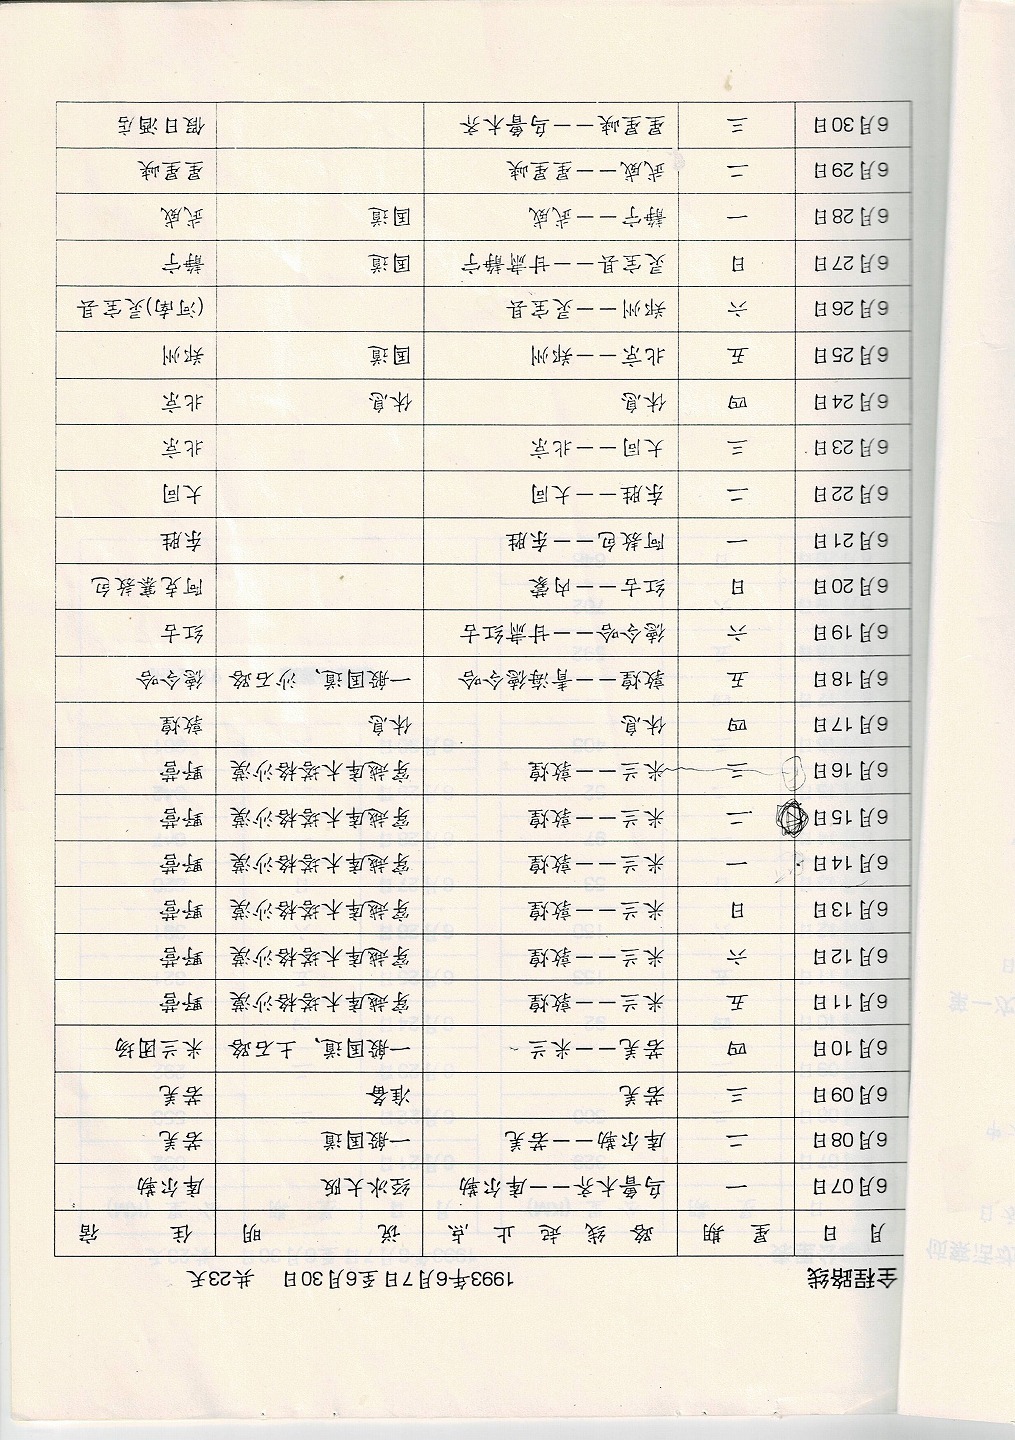 全程路线 1993年6月7日至6月30日 共23天
月 日 星 期 路 线 起 止 点 说 明 住 宿
6月07日 一 乌鲁木齐——库尔勒 经冰大阪 库尔勒
6月08日 二 库尔勒——若羌 一般国道 若羌
6月09日 三 若羌 准备 若羌
6月10日 四 若羌——米兰 一般国道、土石路 米兰团场
6月11日 五 米兰——敦煌 穿越库木塔格沙漠 野营
6月12日 六 米兰——敦煌 穿越库木塔格沙漠 野营
6月13日 日 米兰——敦煌 穿越库木塔格沙漠 野营
6月14日 一 米兰——敦煌 穿越库木塔格沙漠 野营
6月15日 二 米兰——敦煌 穿越库木塔格沙漠 野营
6月16日 三 米兰——敦煌 穿越库木塔格沙漠 野营
6月17日 四 休息 休息 敦煌
6月18日 五 敦煌——青海德令哈 一般国道、沙石路 德令哈
6月19日 六 德令哈——甘肃红古 红古
6月20日 日 红古——内蒙 阿克塞敖包
6月21日 一 阿敖包——东胜 东胜
6月22日 二 东胜——大同 大同
6月23日 三 大同——北京 北京
6月24日 四 休息 休息 北京
6月25日 五 北京——郑州 国道 郑州
6月26日 六 郑州——灵宝县 (河南)灵宝县
6月27日 日 灵宝县——甘肃静宁 国道 静宁
6月28日 一 静宁——武威 国道 武威
6月29日 二 武威——星星峡 星星峡
6月30日 三 星星峡——乌鲁木齐 假日酒店